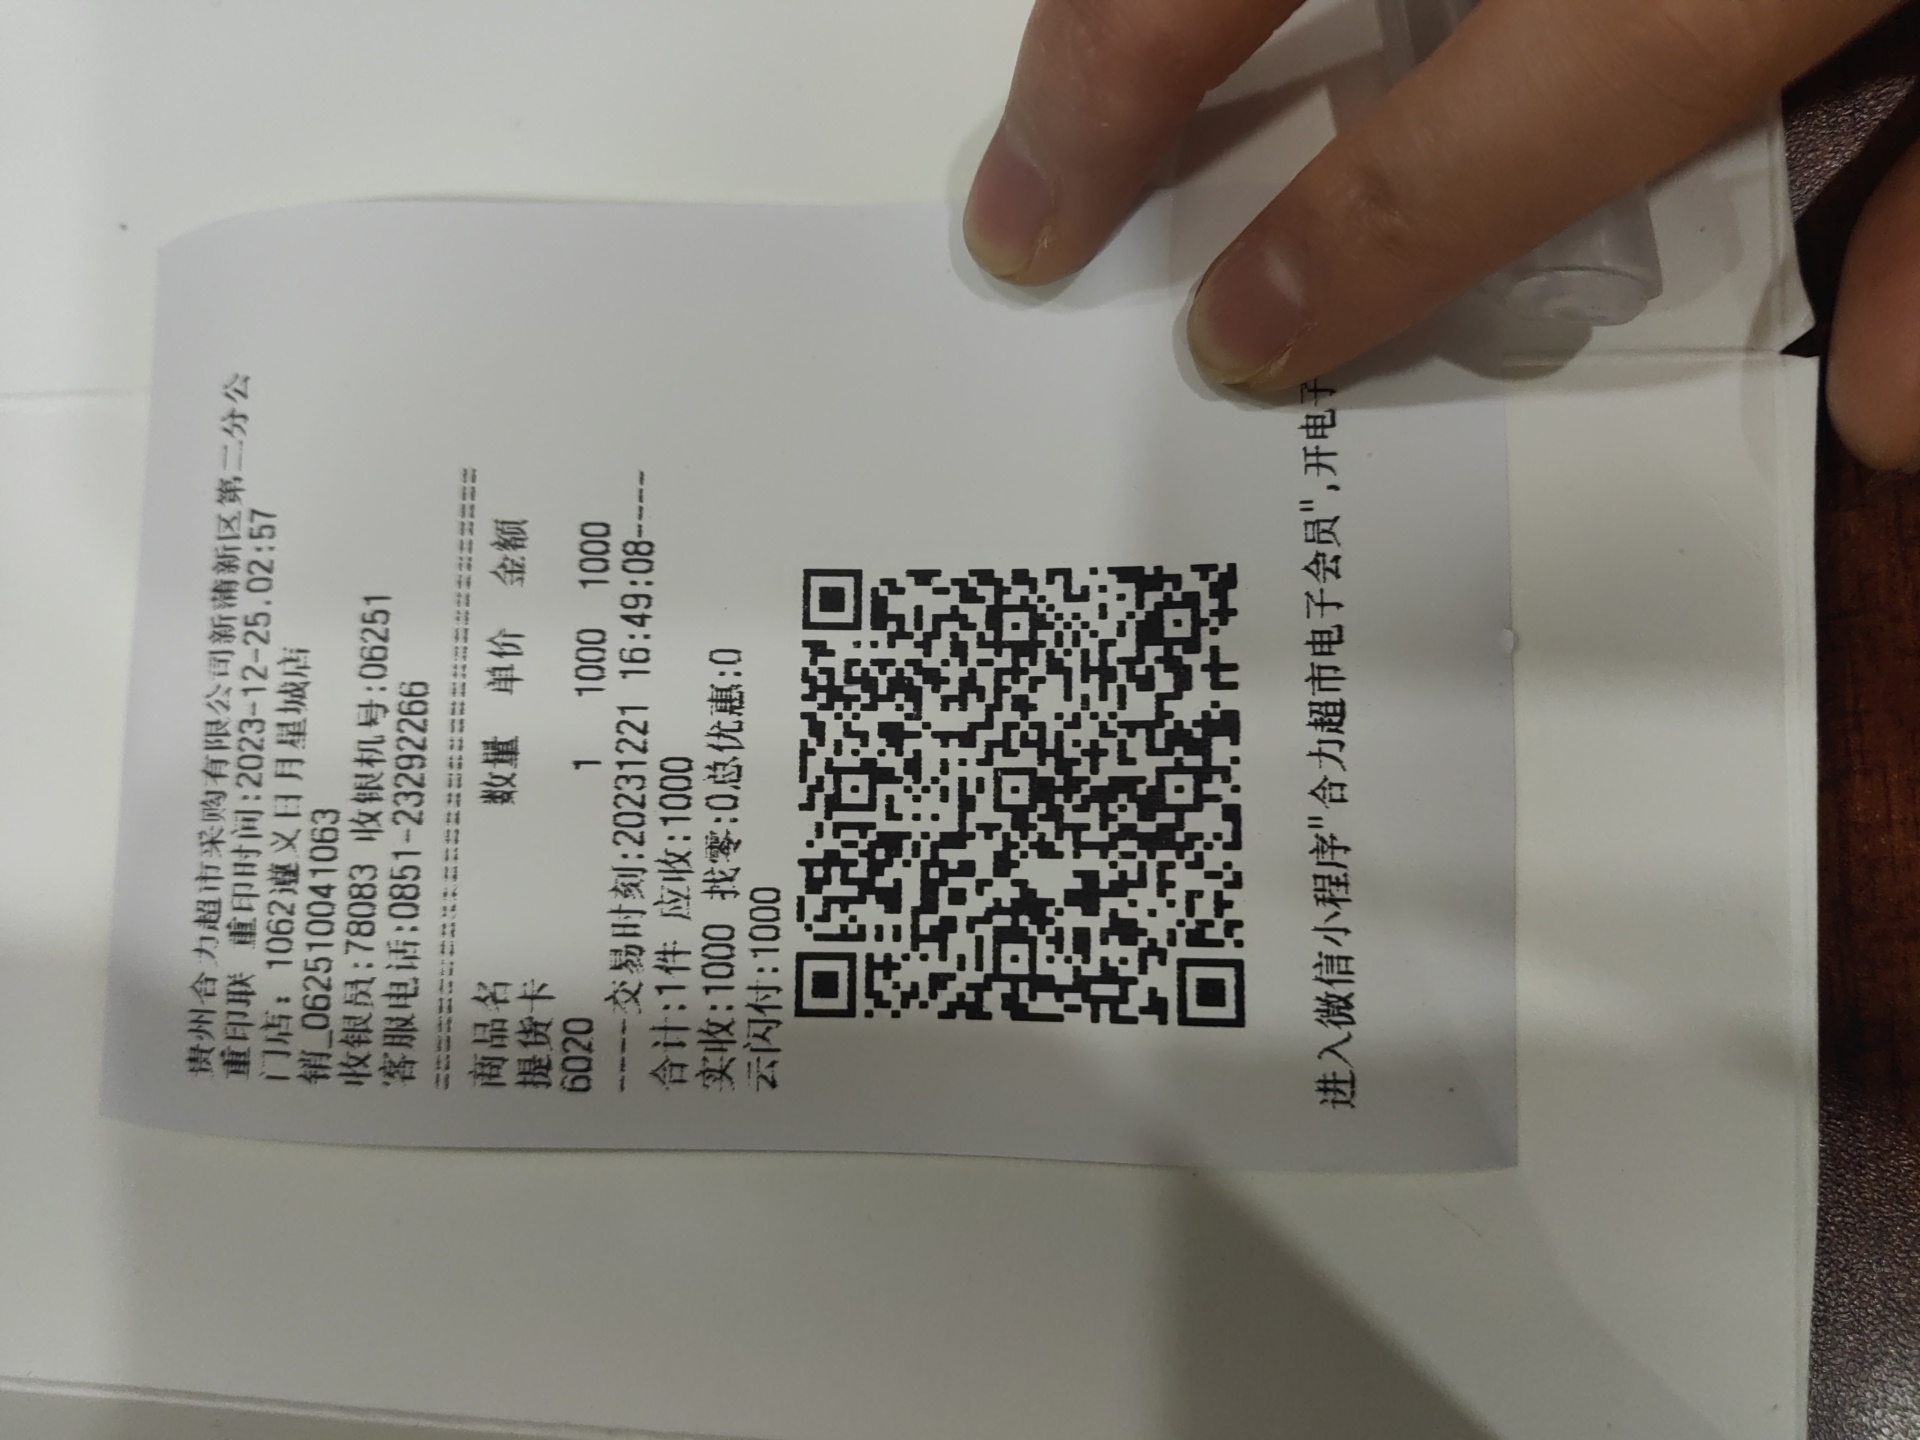 贵州合力超市采购有限公司新蒲新区第二分公
重印联 重印时间:2023-12-25.02:57
门店: 1062遵义日月星城店
销_062510041063
收银员:78083 收银机号:06251
客服电话:0851-23292266
商品名 数量 单价 金额
提货卡
6020 1 1000 1000
----交易时刻:20231221 16:49:08----
合计:1件 应收:1000
实收:1000 找零:0总优惠:0
云闪付:1000
进入微信小程序"合力超市电子会员",开电子